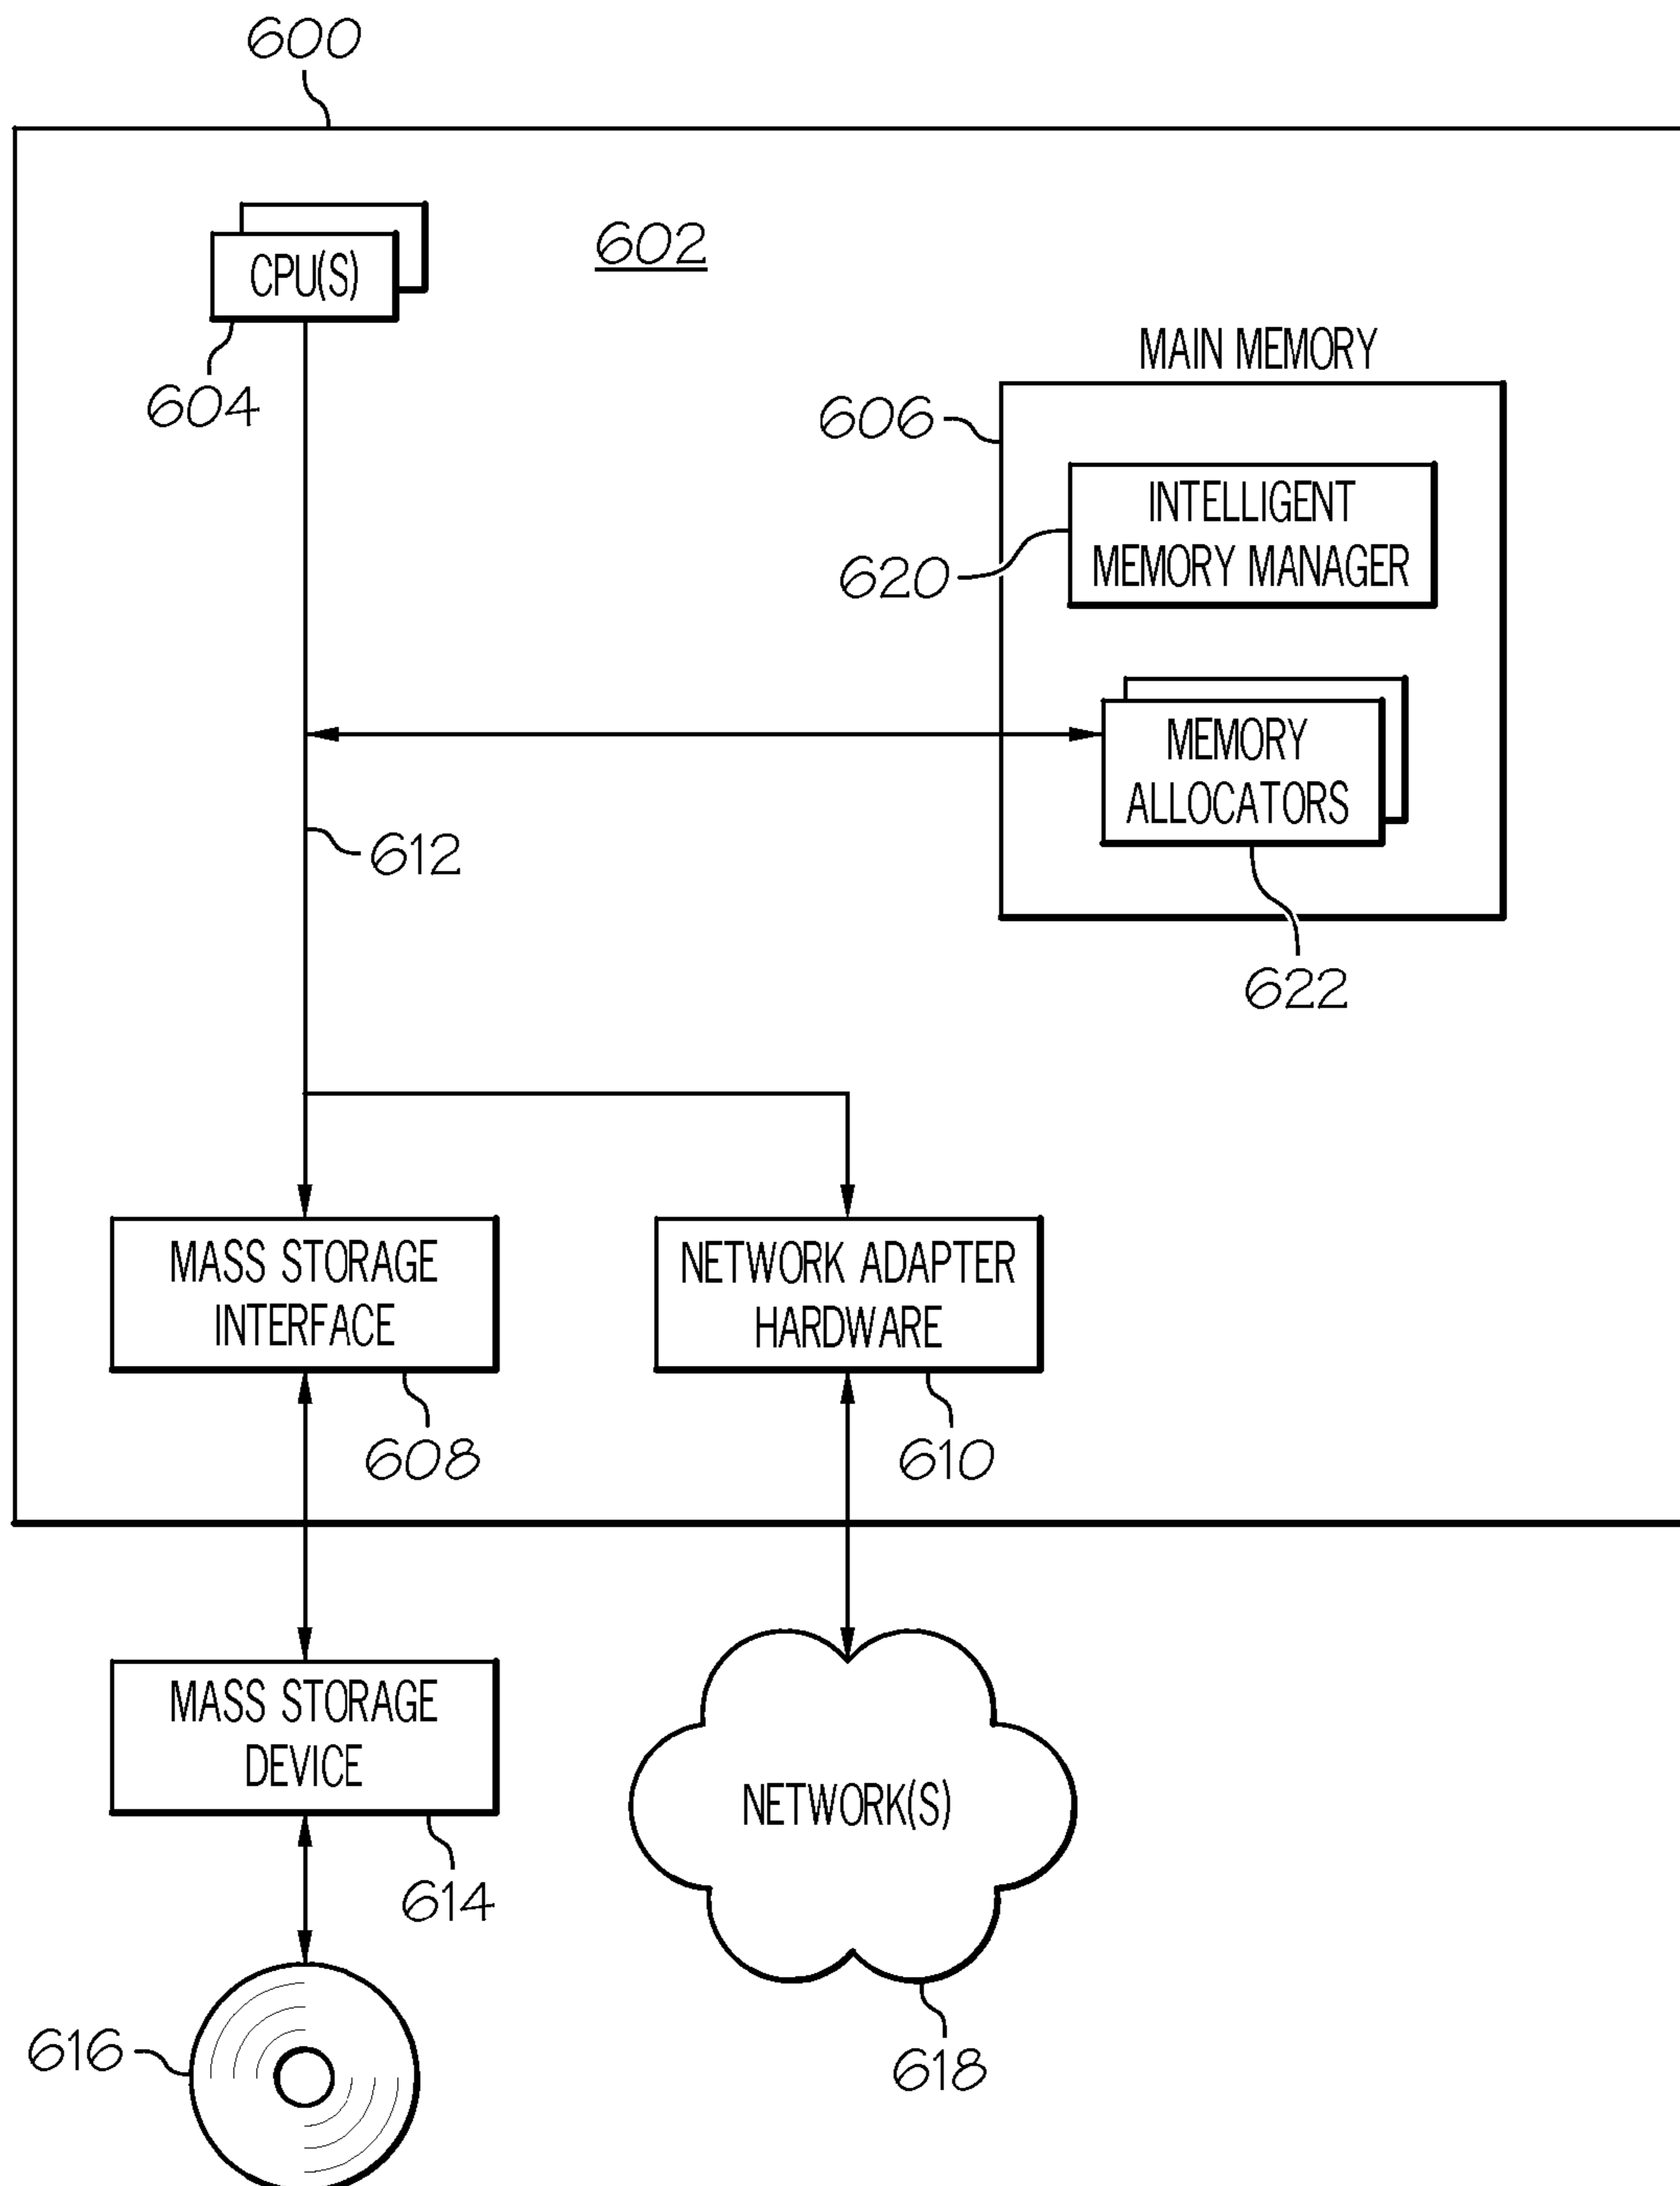 600
CPU(S)
602
604
MAIN MEMORY
606
INTELLIGENT
MEMORY MANAGER
620
MEMORY
ALLOCATORS
612
622
MASS STORAGE
INTERFACE
NETWORK ADAPTER
HARDWARE
608
610
MASS STORAGE
DEVICE
NETWORK(S)
614
616
618